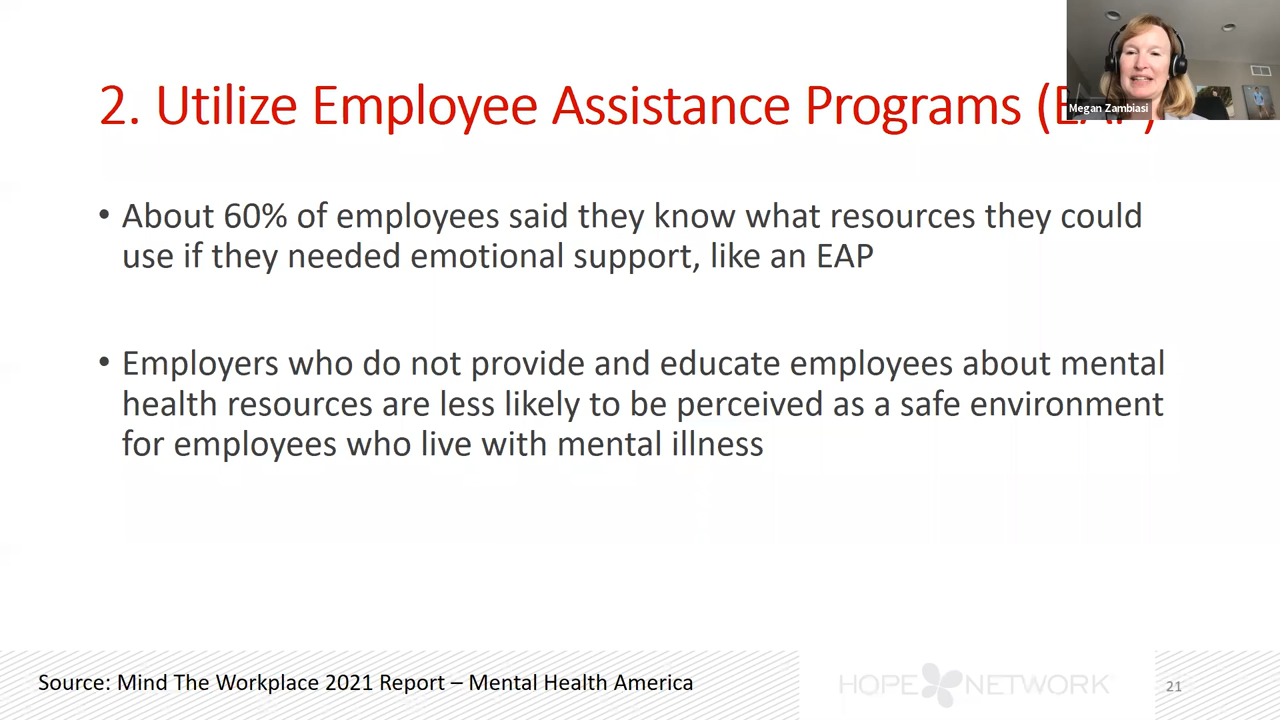 2. Utilize Employee Assistance Programs (EAP)
Megan Zambiasi
• About 60% of employees said they know what resources they could
use if they needed emotional support, like an EAP
• Employers who do not provide and educate employees about mental
health resources are less likely to be perceived as a safe environment
for employees who live with mental illness
Source: Mind The Workplace 2021 Report – Mental Health America
HOPE NETWORK
21